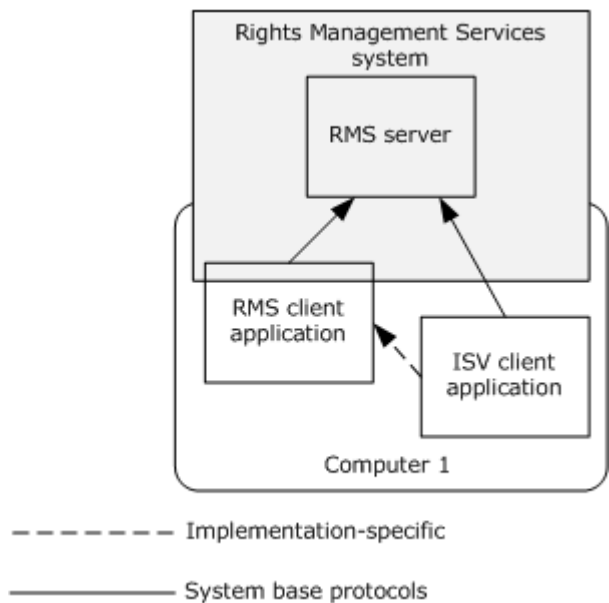 Rights Management Services
system
RMS server
RMS client
application
ISV client
application
Computer 1
Implementation-specific
System base protocols